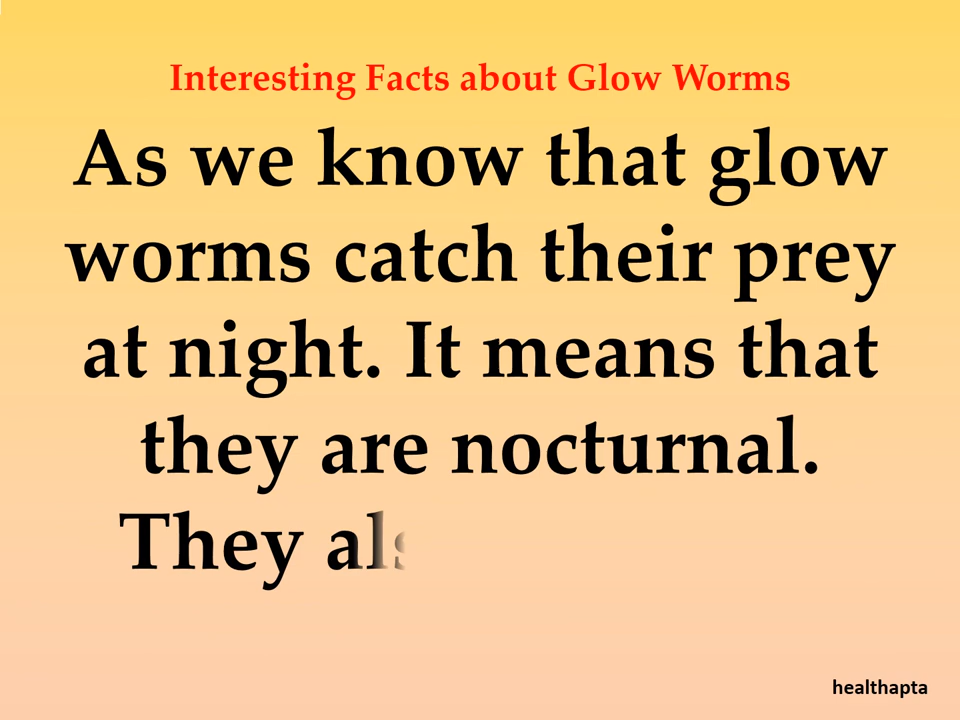 Interesting Facts about Glow Worms
As we know that glow
worms catch their prey
at night. It means that
they are nocturnal.
They
healthapta